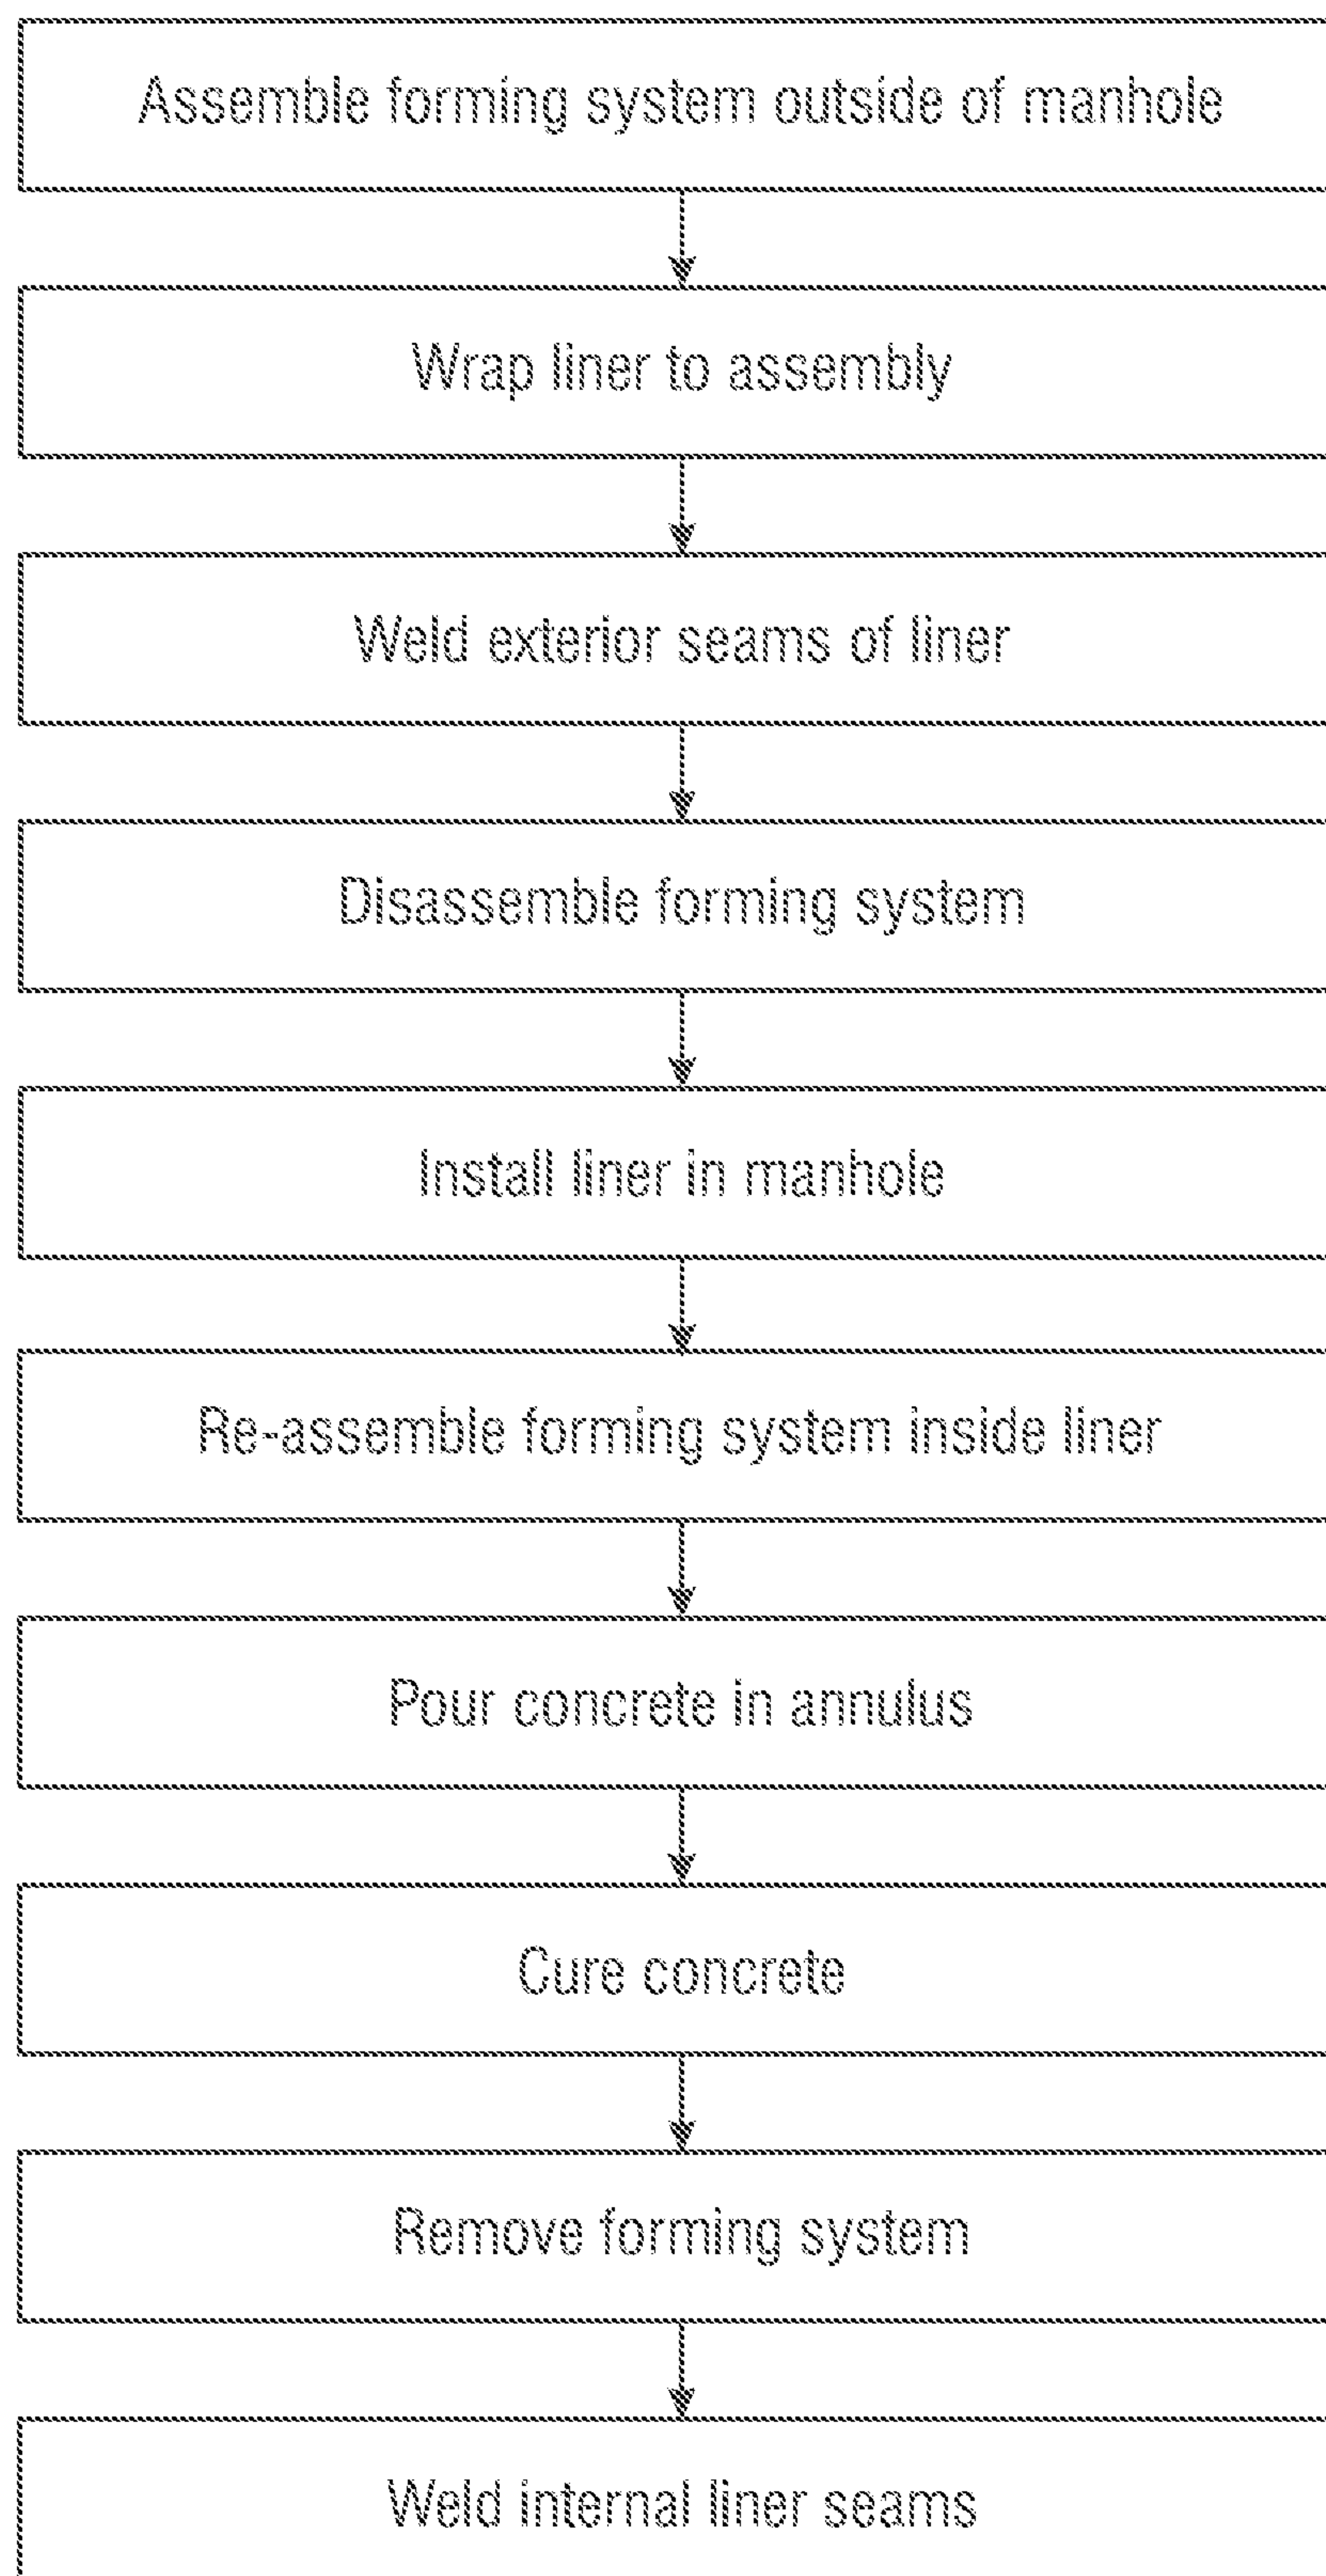 Assemble forming system outside of manhole
Wrap liner to assembly
Weld exterior seams of liner
Disassemble forming system
Install liner in manhole
Re-assemble forming system inside liner
Pour concrete in annulus
Cure concrete
Remove forming system
Weld internal liner seams